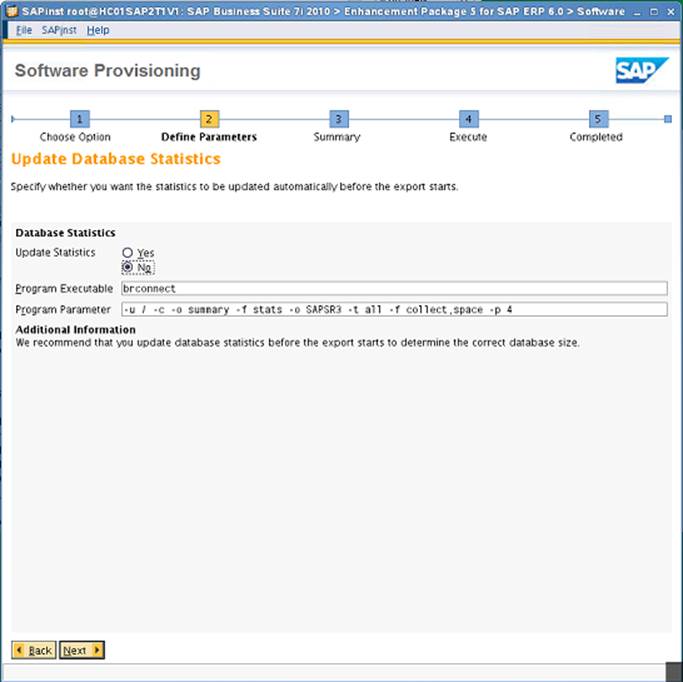 SAPinst root@HC01SAP2T1V1: SAP Business Suite 7i 2010 > Enhancement Package 5 for SAP ERP 6.0 > Software
File SAPinst Help
Software Provisioning
SAP
1 2 3 4 5
Choose Option Define Parameters Summary Execute Completed
Update Database Statistics
Specify whether you want the statistics to be updated automatically before the export starts.
Database Statistics
Update Statistics Yes
No
Program Executable brconnect
Program Parameter -u / -c -o summary -f stats -o SAPSR3 -t all -f collect,space -p 4
Additional Information
We recommend that you update database statistics before the export starts to determine the correct database size.
Back Next